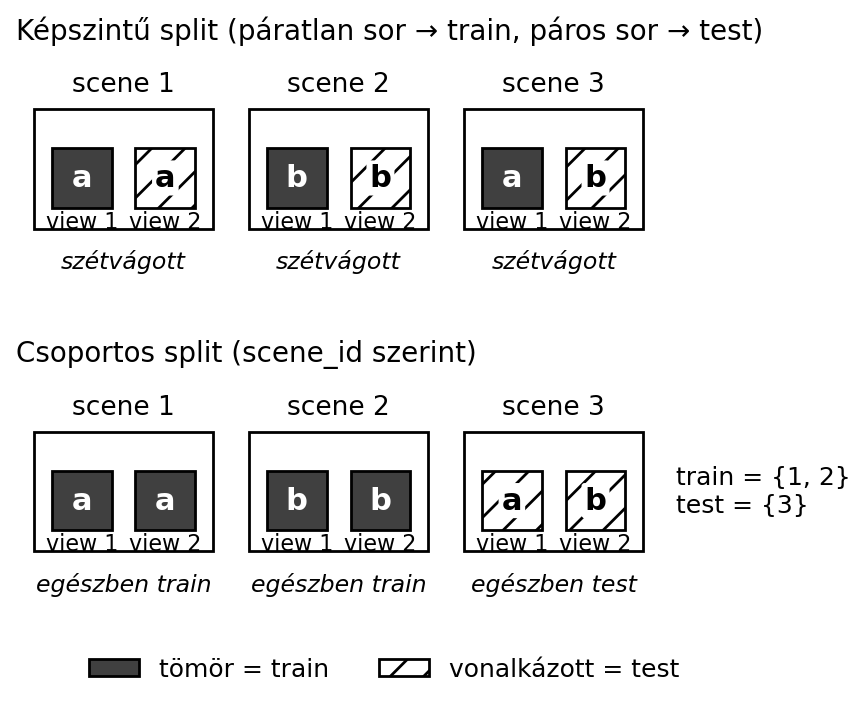 Képszintű split (páratlan sor → train, páros sor → test)
scene 1 scene 2 scene 3
a a b b a b
view 1 view 2 view 1 view 2 view 1 view 2
szétvágott szétvágott szétvágott
Csoportos split (scene_id szerint)
scene 1 scene 2 scene 3
a a b b a b
train = {1, 2}
test = {3}
view 1 view 2 view 1 view 2 view 1 view 2
egészben train egészben train egészben test
tömör = train vonalkázott = test